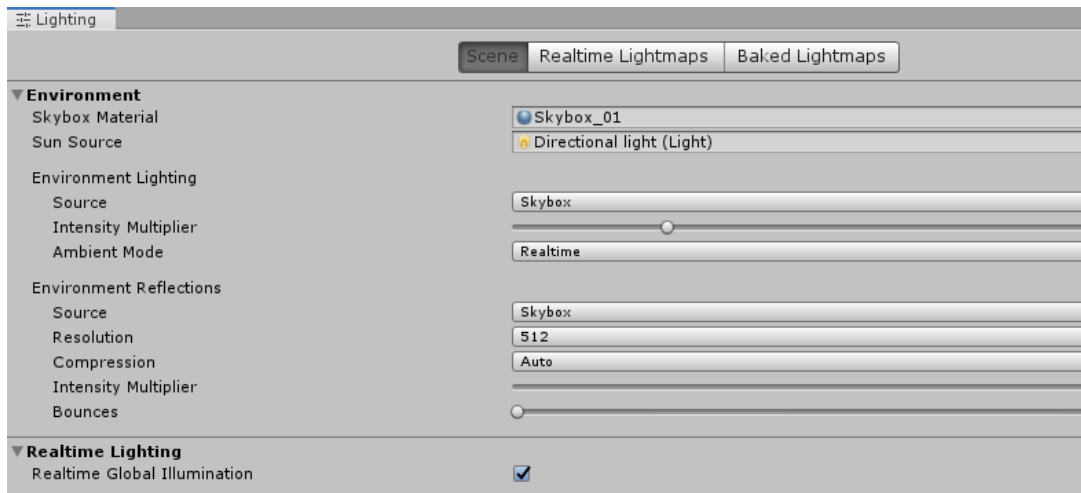 Lighting
Scene Realtime Lightmaps Baked Lightmaps
Environment
Skybox Material Skybox_01
Sun Source Directional light (Light)
Environment Lighting
Source Skybox
Intensity Multiplier
Ambient Mode Realtime
Environment Reflections
Source Skybox
Resolution 512
Compression Auto
Intensity Multiplier
Bounces
Realtime Lighting
Realtime Global Illumination